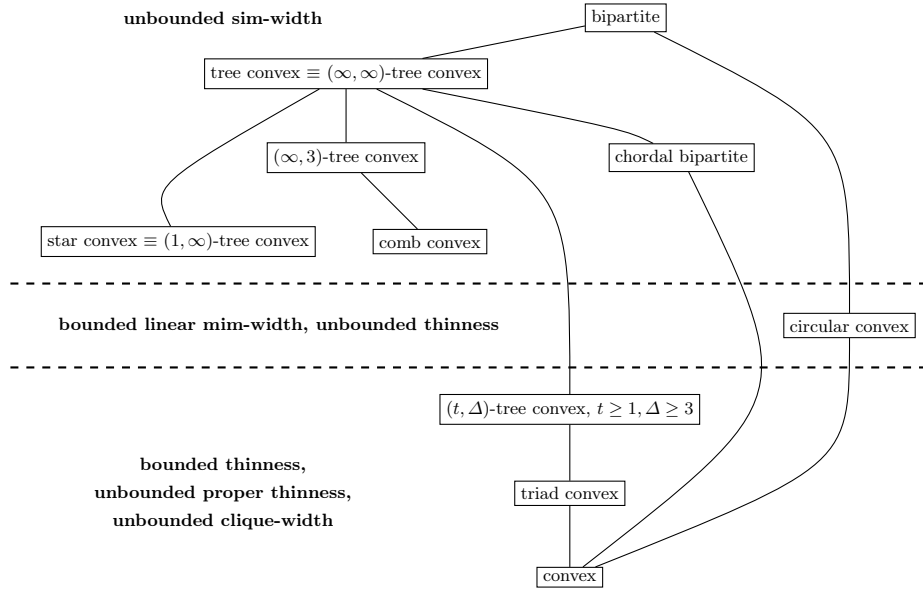 unbounded sim-width
bipartite
tree convex ≡ (∞, ∞)-tree convex
(∞, 3)-tree convex
chordal bipartite
star convex ≡ (1, ∞)-tree convex
comb convex
bounded linear mim-width, unbounded thinness
circular convex
(t, Δ)-tree convex, t ≥ 1, Δ ≥ 3
bounded thinness,
unbounded proper thinness,
unbounded clique-width
triad convex
convex